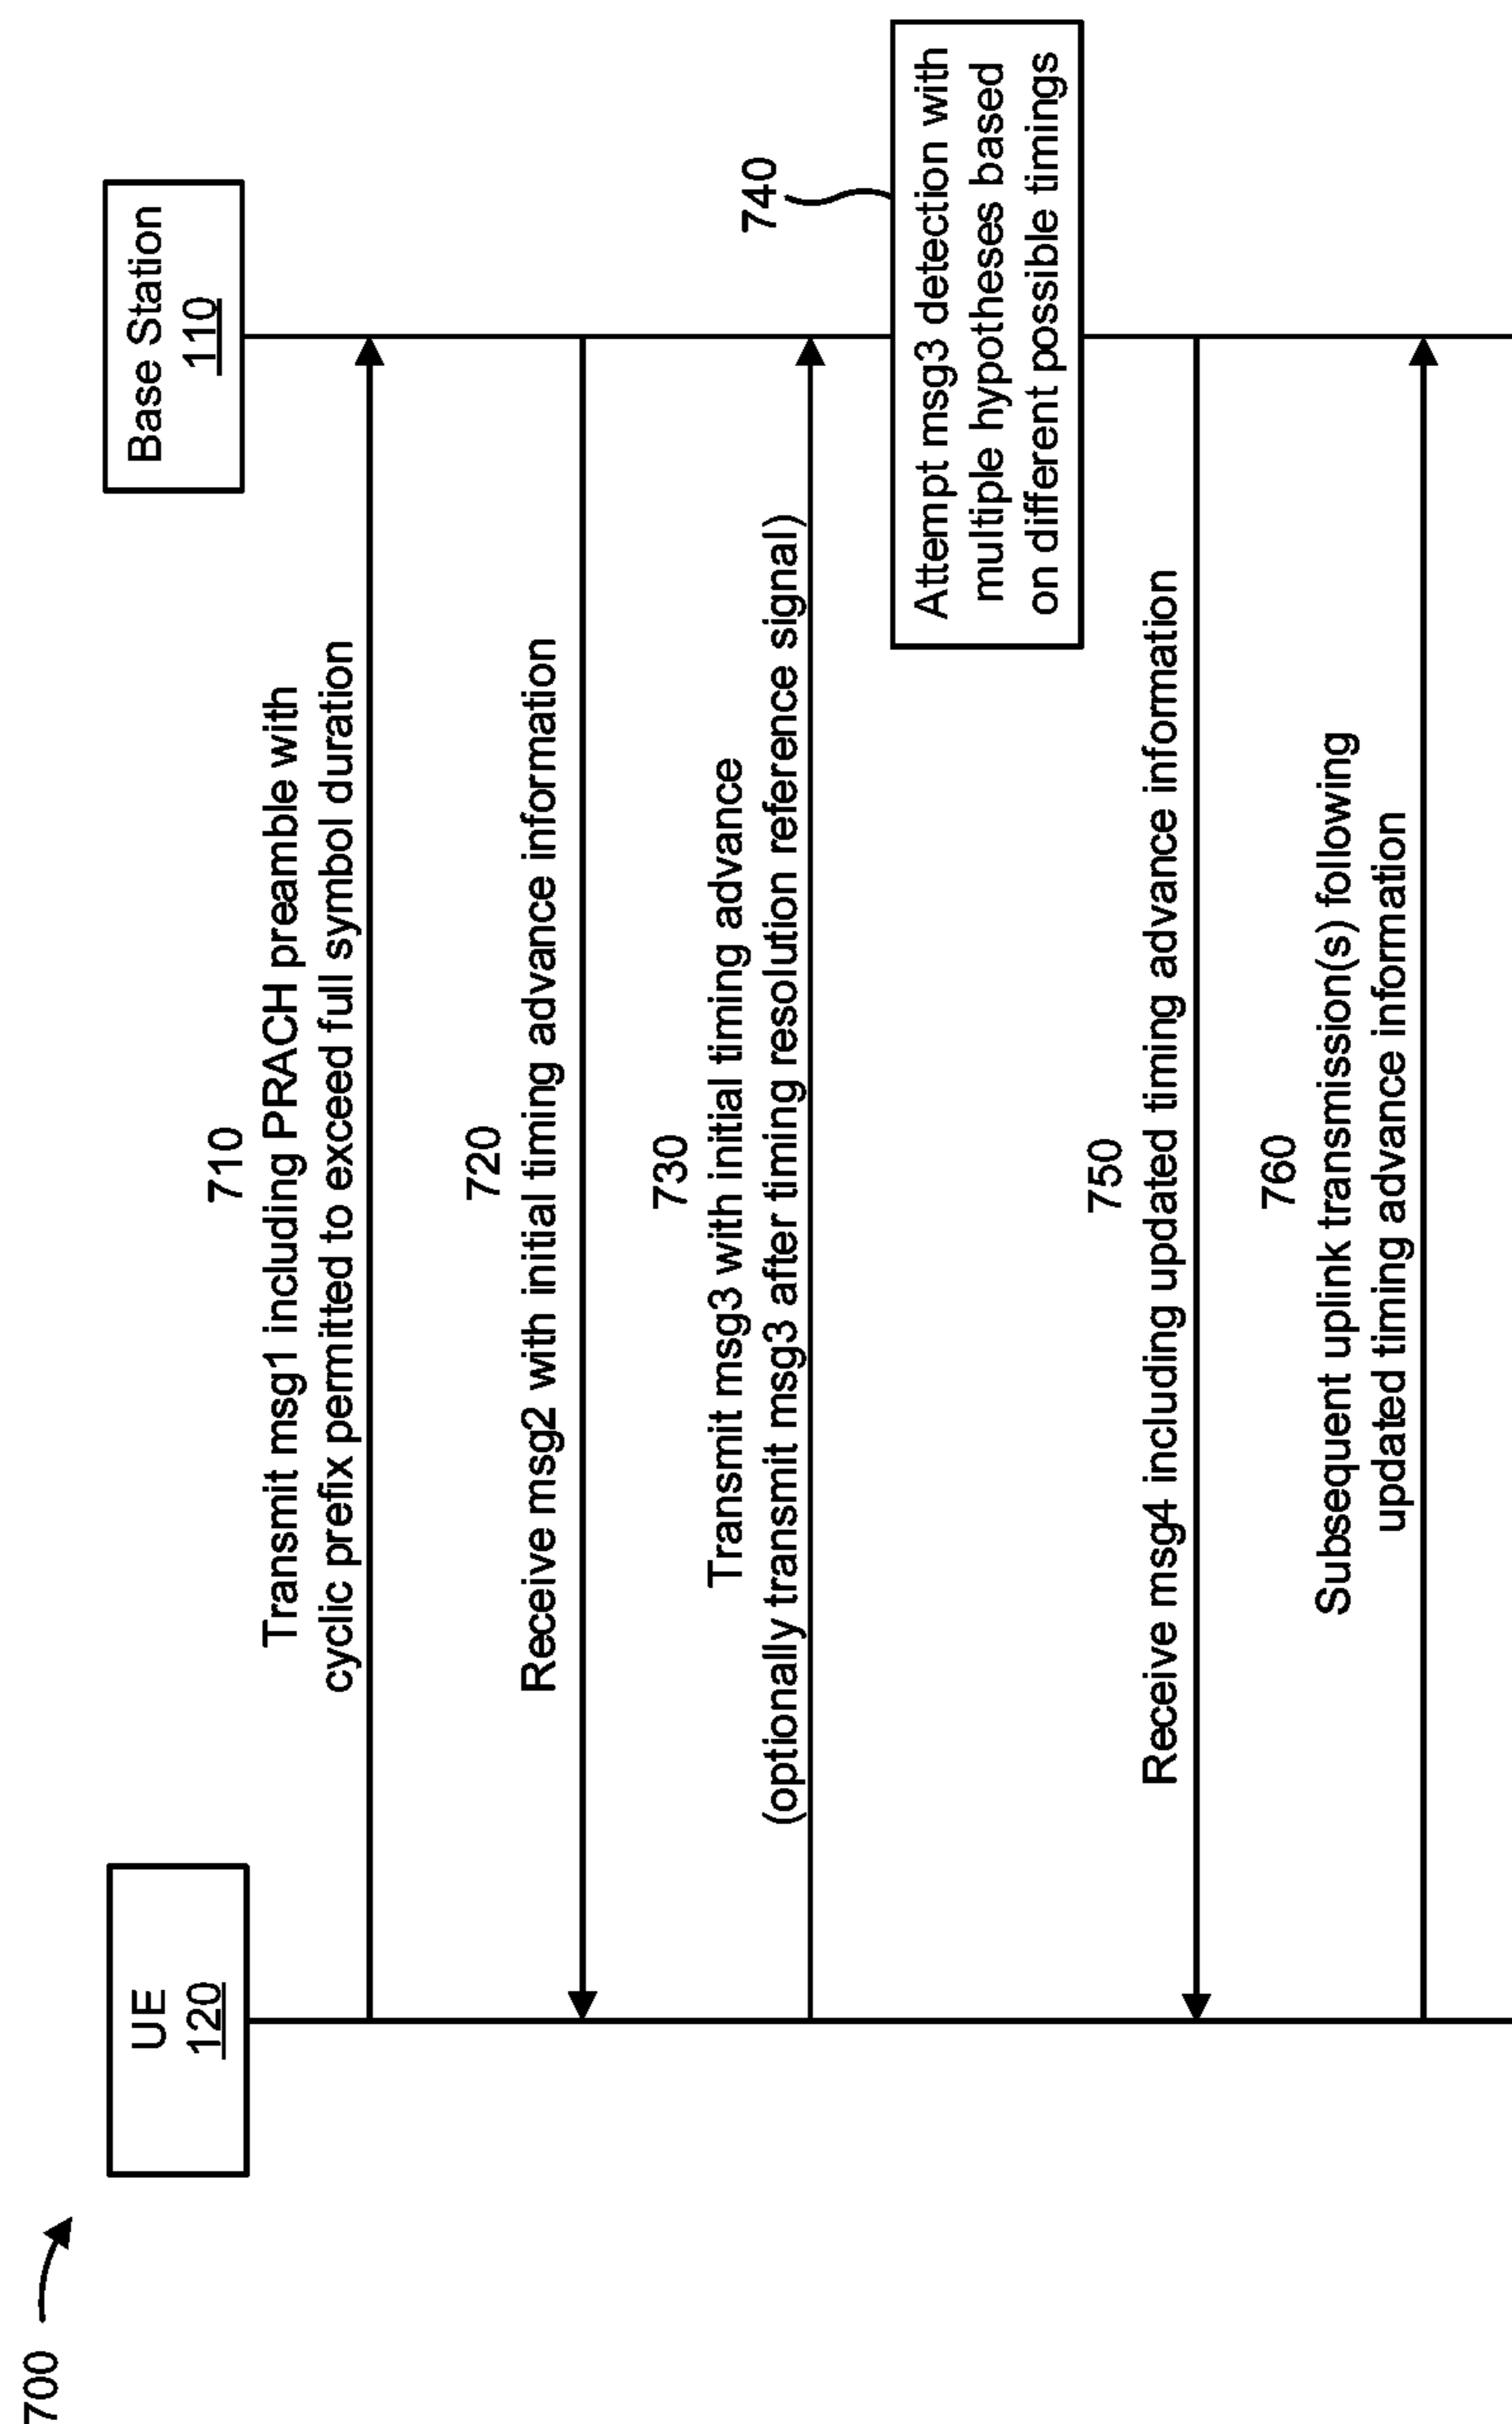 700
UE
120
Base Station
110
710
Transmit msg1 including PRACH preamble with
cyclic prefix permitted to exceed full symbol duration
720
Receive msg2 with initial timing advance information
730
Transmit msg3 with initial timing advance
(optionally transmit msg3 after timing resolution reference signal)
740
Attempt msg3 detection with
multiple hypotheses based
on different possible timings
750
Receive msg4 including updated timing advance information
760
Subsequent uplink transmission(s) following
updated timing advance information